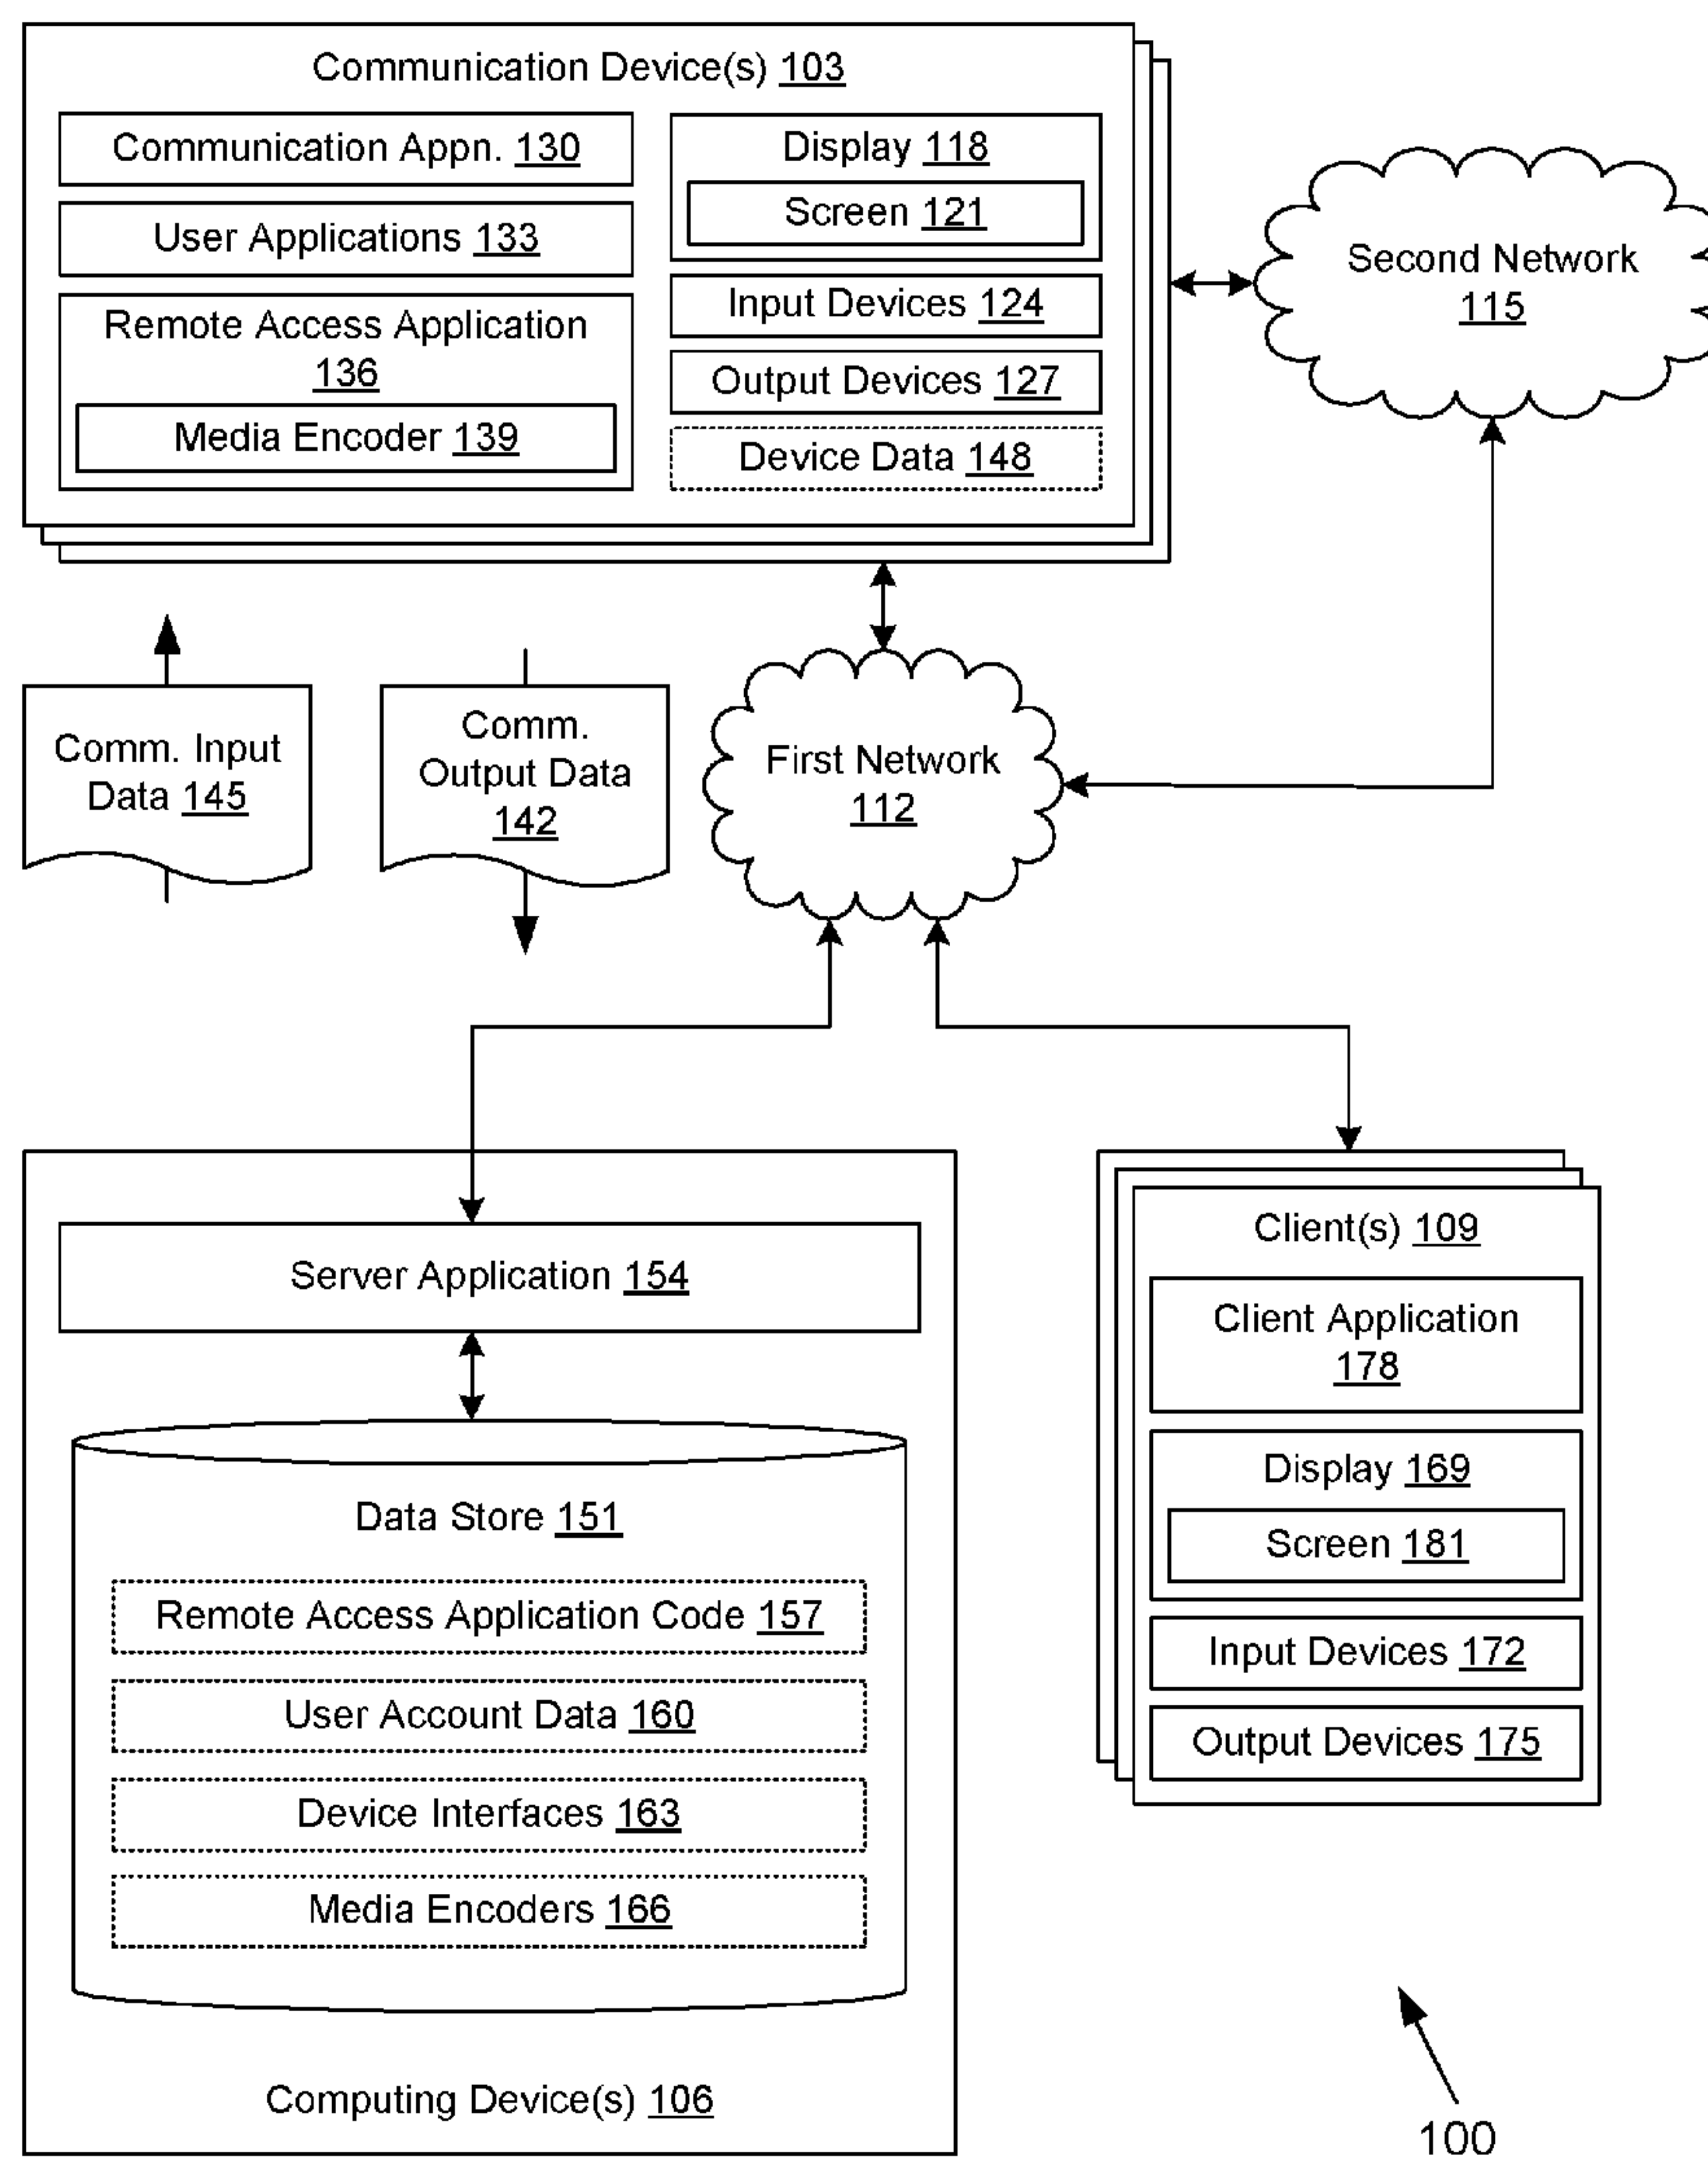 Communication Device(s) 103
Communication Appn. 130
User Applications 133
Remote Access Application
136
Media Encoder 139
Display 118
Screen 121
Input Devices 124
Output Devices 127
Device Data 148
Second Network
115
Comm. Input
Data 145
Comm.
Output Data
142
First Network
112
Server Application 154
Data Store 151
Remote Access Application Code 157
User Account Data 160
Device Interfaces 163
Media Encoders 166
Computing Device(s) 106
Client(s) 109
Client Application
178
Display 169
Screen 181
Input Devices 172
Output Devices 175
100